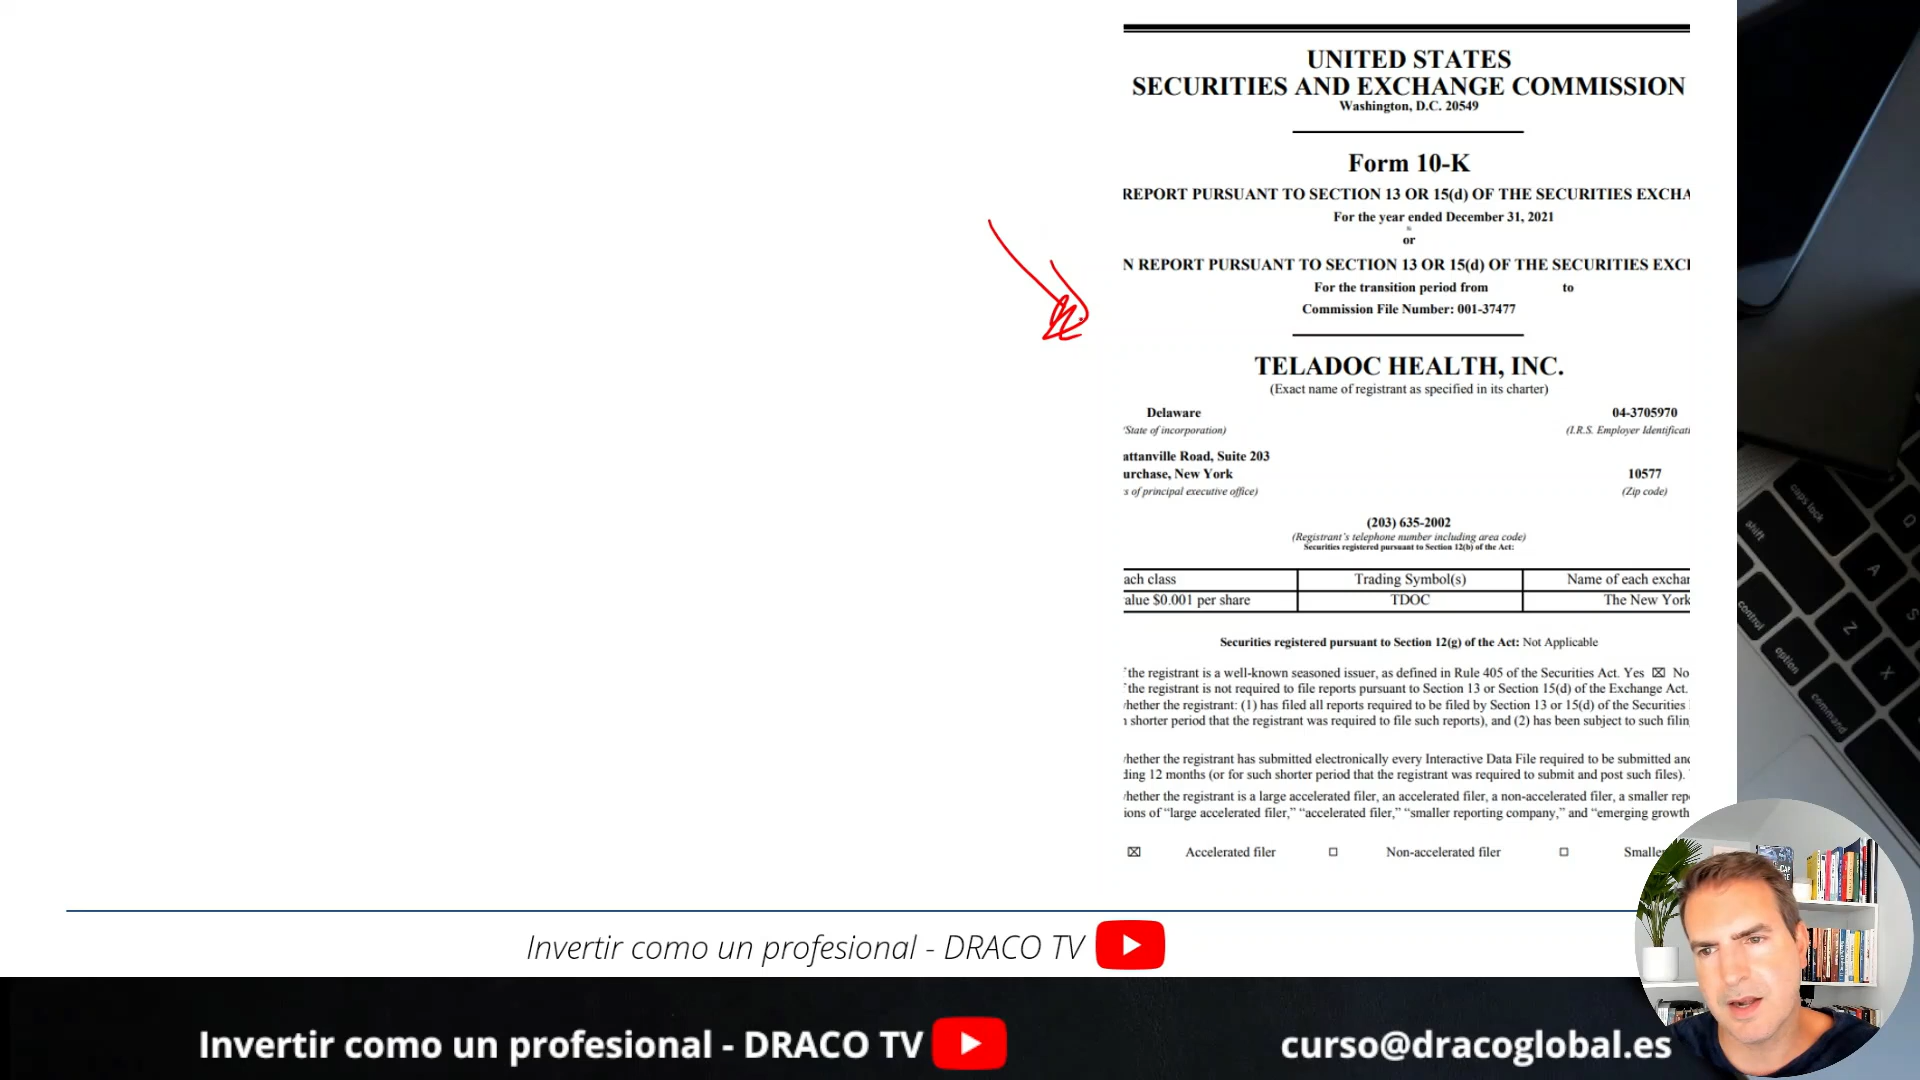 UNITED STATES
SECURITIES AND EXCHANGE COMMISSION
Washington, D.C. 20549
Form 10-K
REPORT PURSUANT TO SECTION 13 OR 15(d) OF THE SECURITIES EXCHA
For the year ended December 31, 2021
or
N REPORT PURSUANT TO SECTION 13 OR 15(d) OF THE SECURITIES EXCI
For the transition period from to
Commission File Number: 001-37477
TELADOC HEALTH, INC.
(Exact name of registrant as specified in its charter)
Delaware 04-3705970
State of incorporation) (I.R.S. Employer Identificati
attanville Road, Suite 203
urchase, New York 10577
s of principal executive office) (Zip code)
(203) 635-2002
(Registrant's telephone number including area code)
Securities registered pursuant to Section 12(b) of the Act:
ach class Trading Symbol(s) Name of each exchar
value $0.001 per share TDOC The New York
Securities registered pursuant to Section 12(g) of the Act: Not Applicable
the registrant is a well-known seasoned issuer, as defined in Rule 405 of the Securities Act. Yes ☒ No
the registrant is not required to file reports pursuant to Section 13 or Section 15(d) of the Exchange Act.
hether the registrant: (1) has filed all reports required to be filed by Section 13 or 15(d) of the Securities
shorter period that the registrant was required to file such reports), and (2) has been subject to such filin
hether the registrant has submitted electronically every Interactive Data File required to be submitted and
ding 12 months (or for such shorter period that the registrant was required to submit and post such files).
hether the registrant is a large accelerated filer, an accelerated filer, a non-accelerated filer, a smaller rep
ions of “large accelerated filer,” “accelerated filer,” “smaller reporting company,” and “emerging growth
☒ Accelerated filer ☐ Non-accelerated filer ☐ Smalle
Invertir como un profesional - DRACO TV
Invertir como un profesional - DRACO TV
curso@dracoglobal.es
caps lock
shift
control
option
command
Q
A
S
Z
X